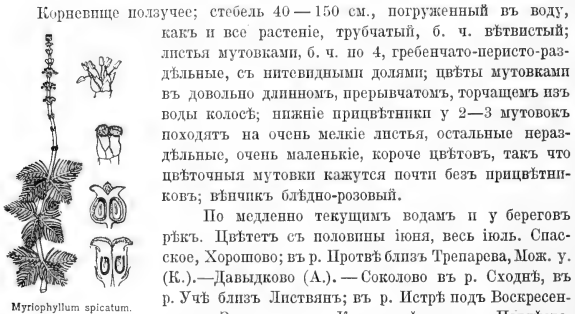 Корневище ползучее; стебель 40—150 см., погруженный въ воду,
какъ и все растеніе, трубчатый, б. ч. вѣтвистый;
листья мутовками, б. ч. по 4, гребенчато-перисто-раз-
дѣльные, съ нитевидными долями; цвѣты мутовками
въ довольно длинномъ, прерывчатомъ, торчащемъ изъ
воды колосѣ; нижніе прицвѣтники у 2—3 мутовокъ
походятъ на очень мелкіе листья, остальные нераз-
дѣльные, очень маленькіе, короче цвѣтовъ, такъ что
цвѣточныя мутовки кажутся почти безъ прицвѣтни-
ковъ; вѣнчикъ блѣдно-розовый.
По медленно текущимъ водамъ и у береговъ
рѣкъ. Цвѣтетъ съ половины іюня, весь іюль. Спас-
ское, Хорошово; въ р. Протвѣ близъ Трепарева, Мож. у.
(К.).—Давыдково (А.). — Соколово въ р. Сходнѣ, въ
р. Учѣ близъ Листвянъ; въ р. Истрѣ подъ Воскресен-
Myriophyllum spicatum.